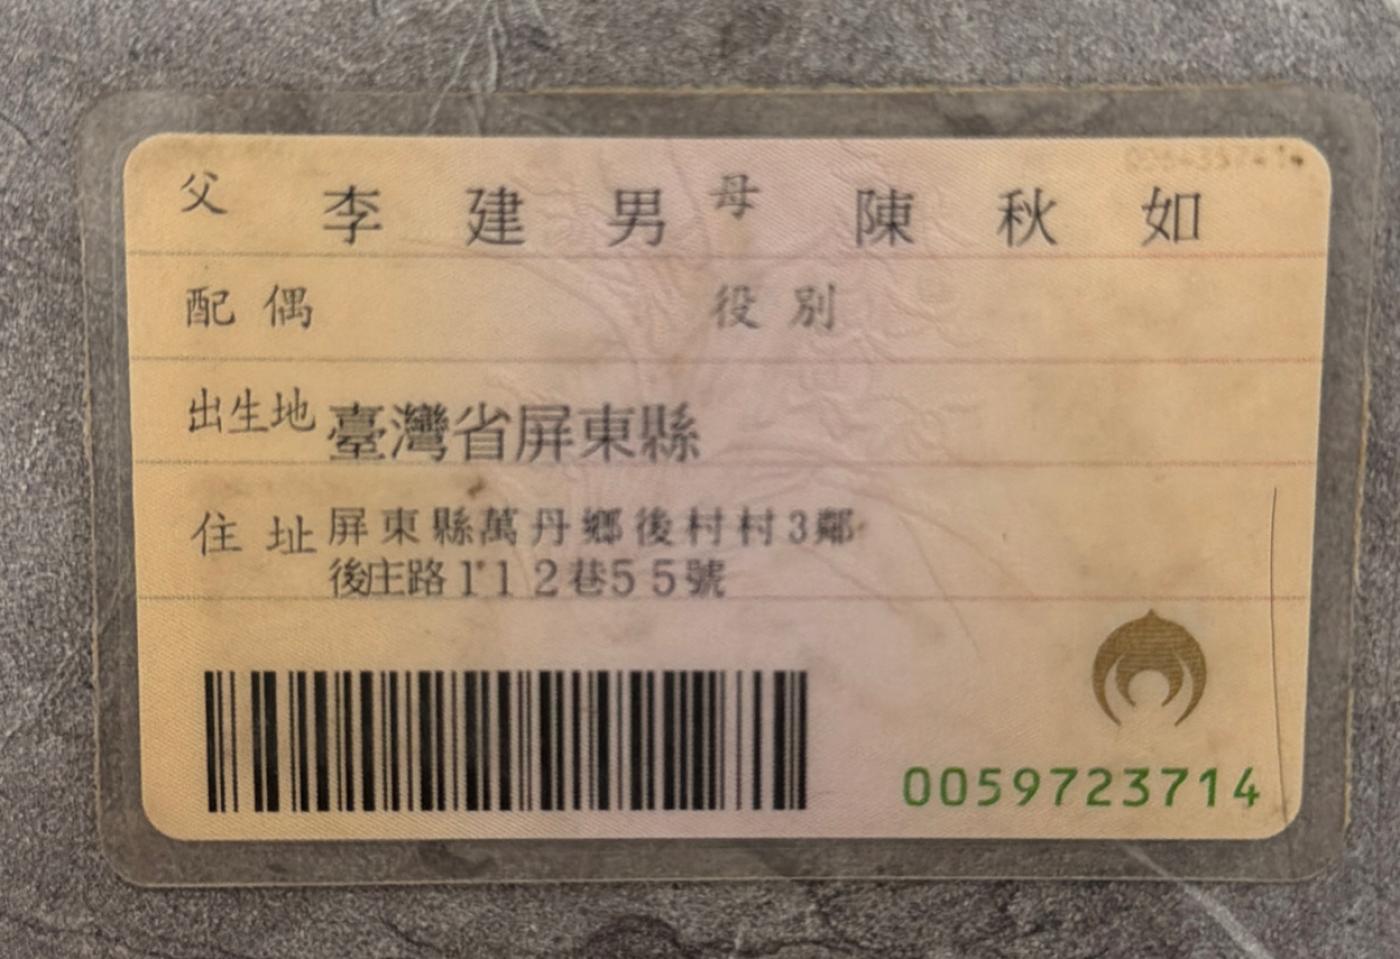 父 李建男 母 陳秋如
配偶 役別
出生地 臺灣省屏東縣
住址 屏東縣萬丹鄉後村村3鄰
後庄路112巷55號
0059723714